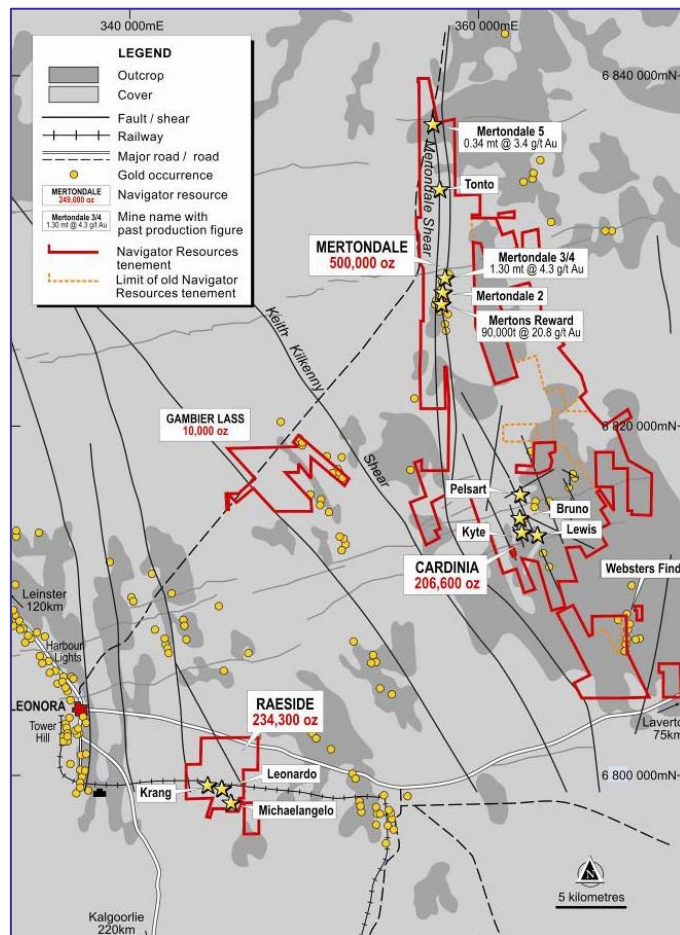 340 000mE
360 000mE
6 840 000mN
LEGEND
Outcrop
Cover
Fault / shear
Railway
Major road / road
Gold occurrence
MERTONDALE
249,000 oz
Navigator
resource
Mertondale 3/4
1.30 mt @ 4.3 g/t Au
Mine name with
past production figure
Navigator Resources
tenement
Limit of old Navigator
Resources tenement
Mertondale 5
0.34 mt @ 3.4 g/t Au
Mertondale Shear
Tonto
MERTONDALE
500,000 oz
Mertondale 3/4
1.30 mt @ 4.3 g/t Au
Mertondale 2
Mertons Reward
90,000t @ 20.8 g/t Au
Keith Kilkenny
Shear
GAMBIER LASS
10,000 oz
6 820 000mN
Pelsart
Bruno
Kyte
Lewis
CARDINIA
206,600 oz
Websters Find
Leinster
120km
Harbour
Lights
LEONORA
Tower
Hill
RAESIDE
234,300 oz
Laverton
75km
Leonardo
Krang
Michaelangelo
6 800 000mN
Kalgoorlie
220km
5 kilometres